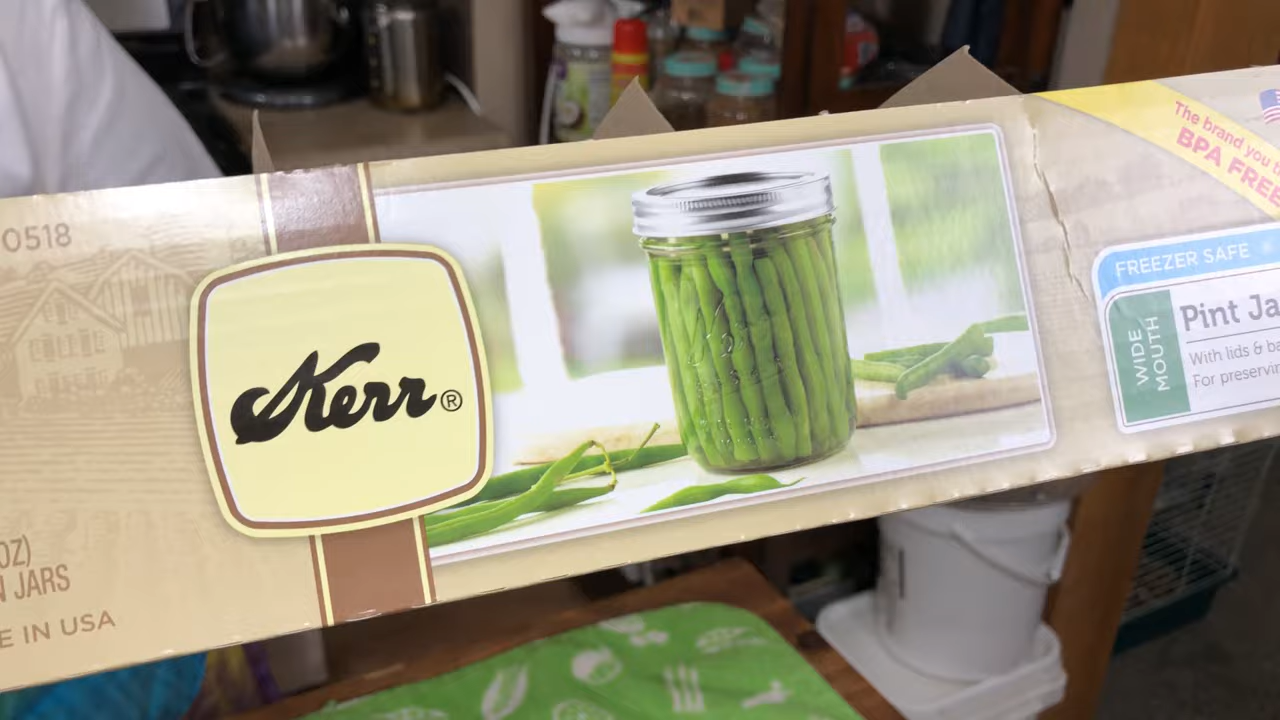 0518
Kerr®
OZ)
N JARS
E IN USA
The brand you
BPA FREE
FREEZER SAFE
WIDE
MOUTH
Pint Ja
With lids & ba
For preservin